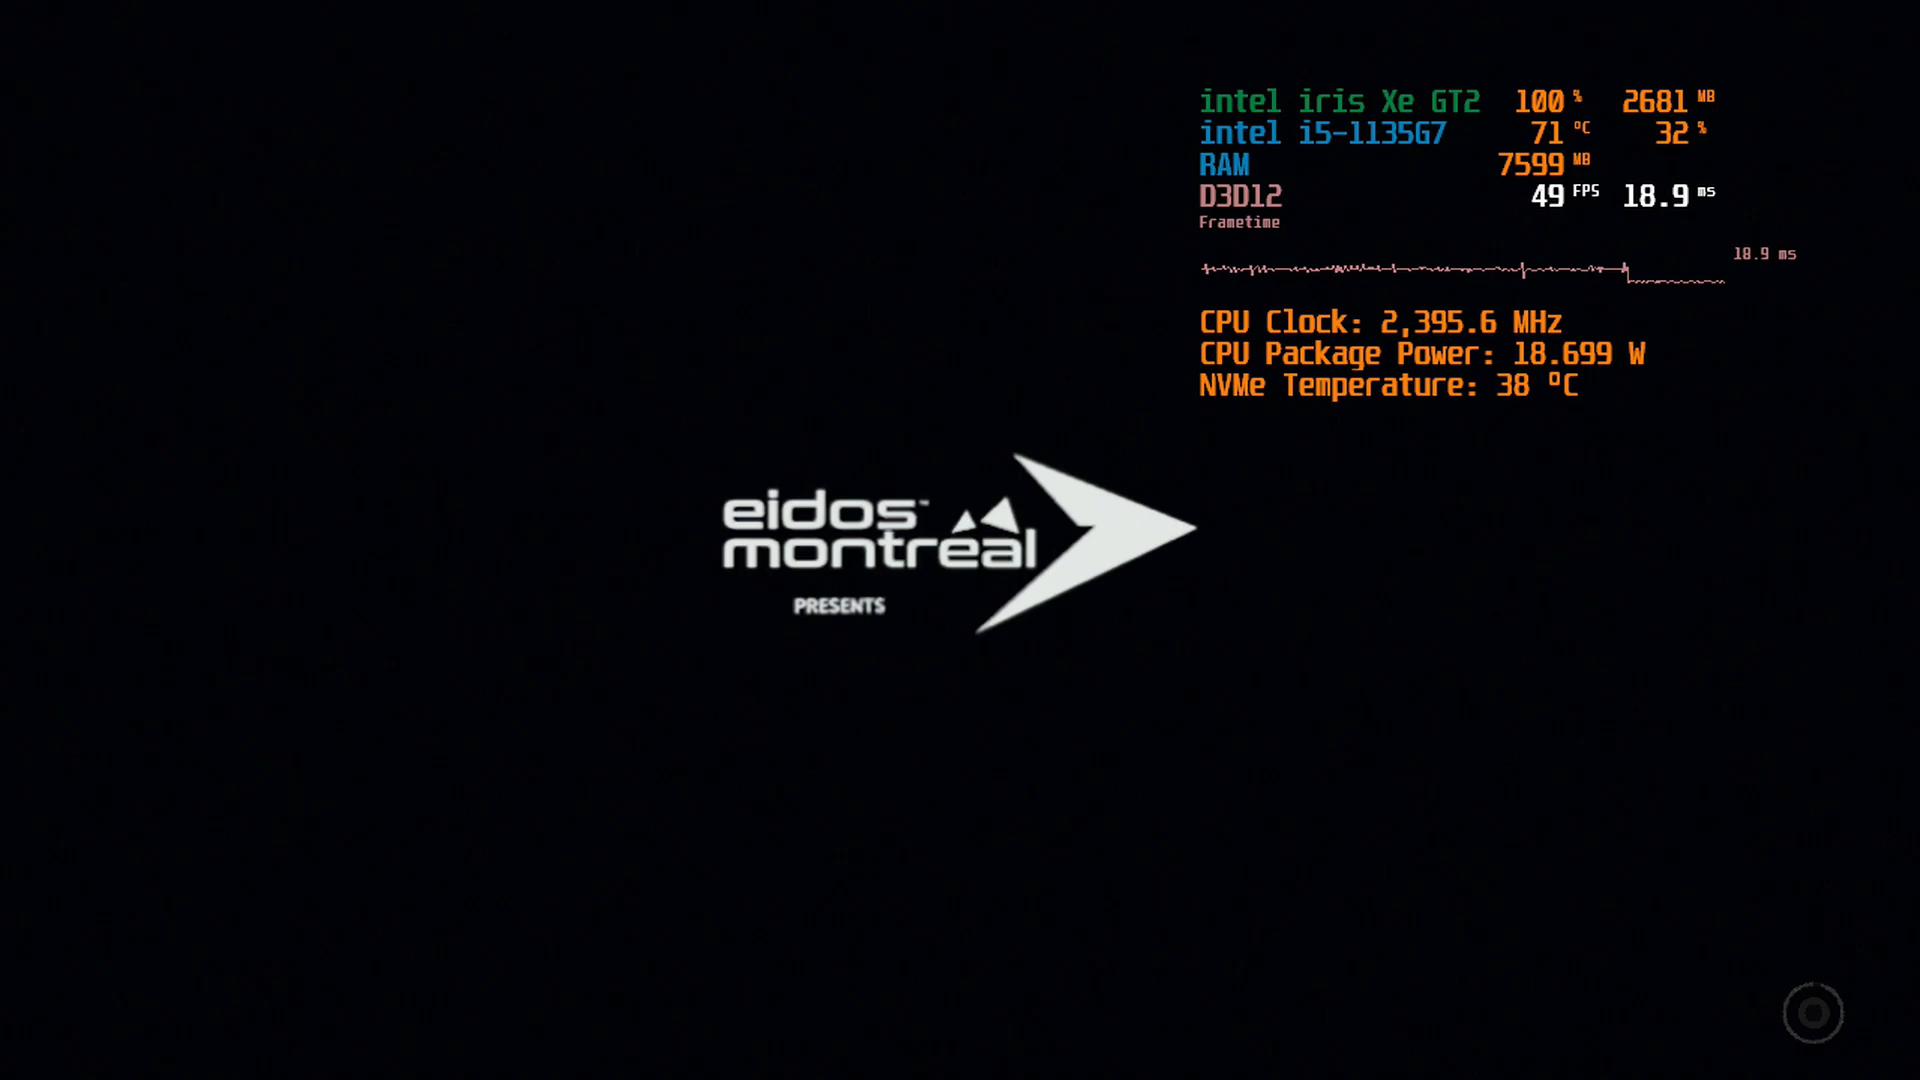 intel iris Xe GT2 100 % 2681 MB
intel i5-1135G7 71 °C 32 %
RAM 7599 MB
D3D12 49 FPS 18.9 ms
Frametime
18.9 ms
CPU Clock: 2,395.6 MHz
CPU Package Power: 18.699 W
NVMe Temperature: 38 °C
eidos™
montréal
PRESENTS